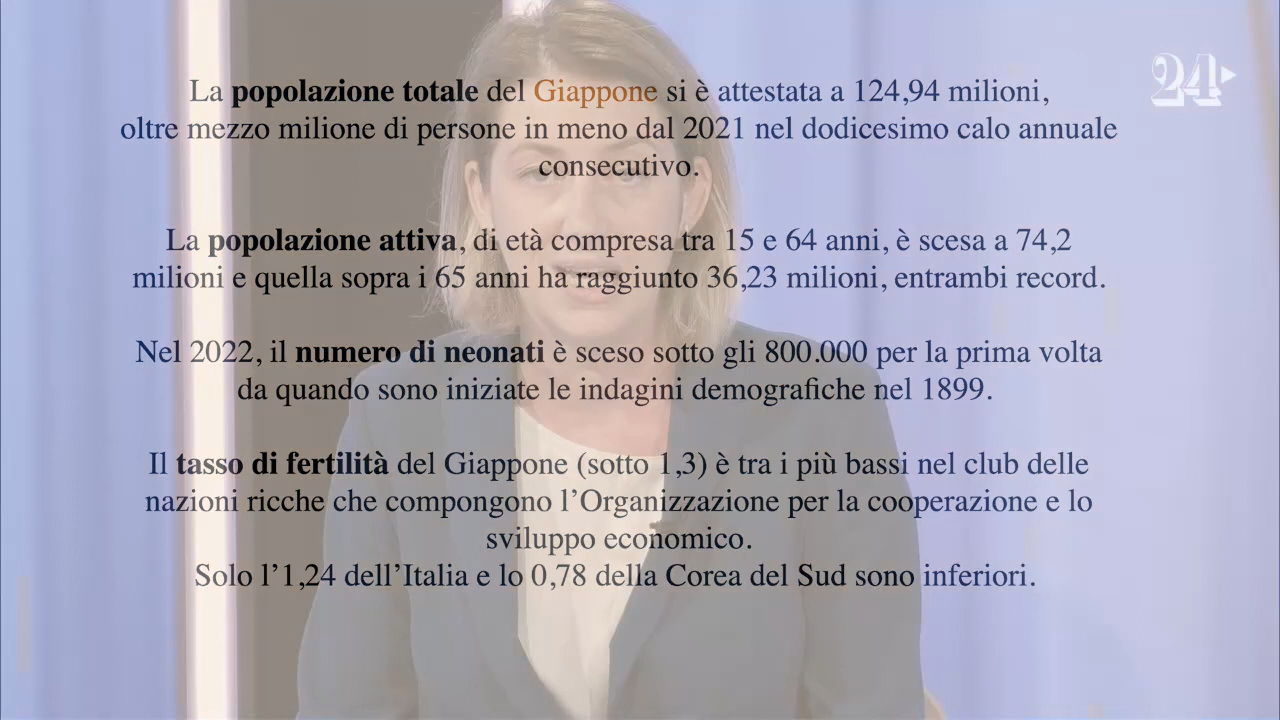 24
La popolazione totale del Giappone si è attestata a 124,94 milioni,
oltre mezzo milione di persone in meno dal 2021 nel dodicesimo calo annuale
consecutivo.
La popolazione attiva, di età compresa tra 15 e 64 anni, è scesa a 74,2
milioni e quella sopra i 65 anni ha raggiunto 36,23 milioni, entrambi record.
Nel 2022, il numero di neonati è sceso sotto gli 800.000 per la prima volta
da quando sono iniziate le indagini demografiche nel 1899.
Il tasso di fertilità del Giappone (sotto 1,3) è tra i più bassi nel club delle
nazioni ricche che compongono l'Organizzazione per la cooperazione e lo
sviluppo economico.
Solo l'1,24 dell'Italia e lo 0,78 della Corea del Sud sono inferiori.